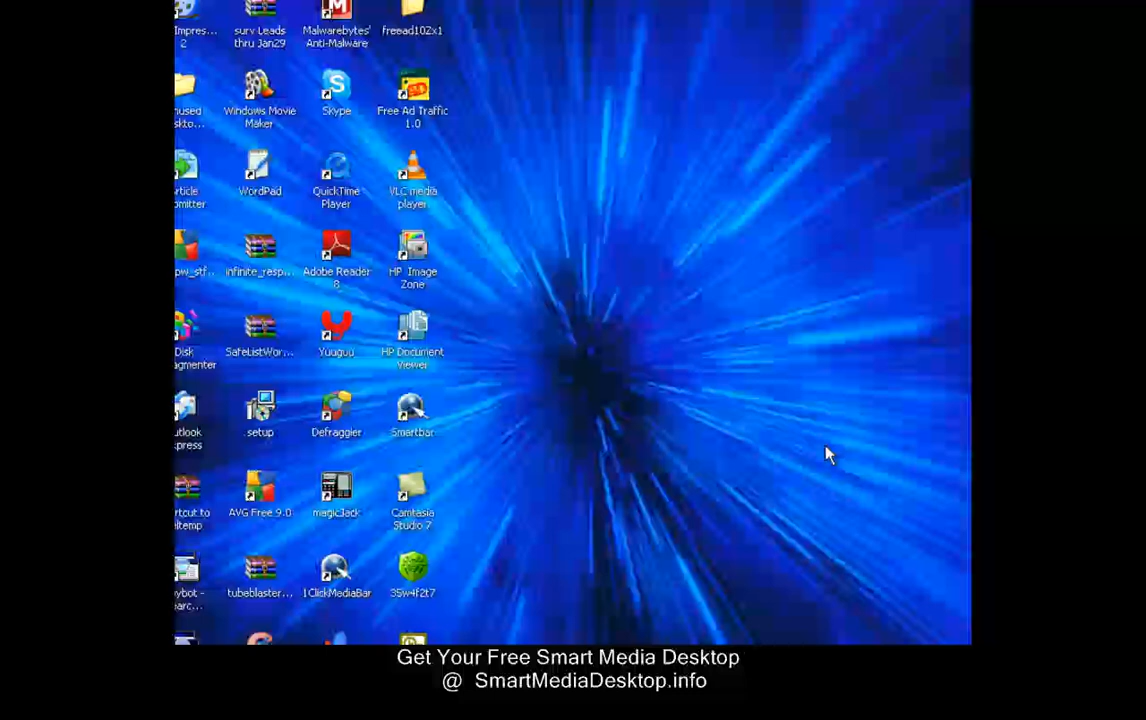 Impres...
2
surv Leads
thru Jan29
Malwarebytes'
Anti-Malware
freead102x1
Windows Movie
Maker
Skype
Free Ad Traffic
1.0
WordPad
QuickTime
Player
VLC media
player
infinite_resp...
Adobe Reader
8
HP Image
Zone
Disk
SafeListWor...
Yuuguu
HP Document
Viewer
setup
Defraggler
Smartbar
AVG Free 9.0
magicJack
Camtasia
Studio 7
tubeblaster...
1ClickMediaBar
35w4f2t7
Get Your Free Smart Media Desktop
@ SmartMediaDesktop.info